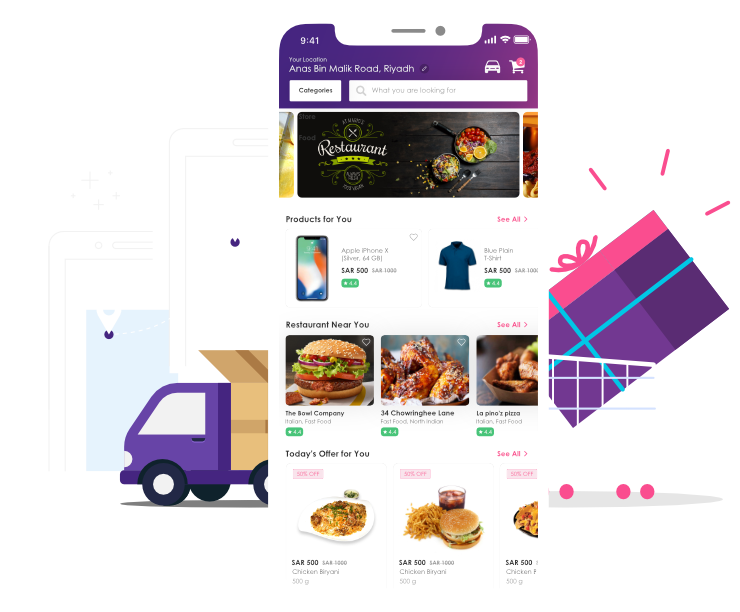 9:41
Your Location
Anas Bin Malik Road, Riyadh
3
Categories
What you are looking for
Store
Food
Restaurant
Products for You
See All
Apple iPhone X
(Silver, 64 GB)
SAR 500 SAR 1000
4.4
Blue Plain
T-Shirt
SAR 500 SAR 1000
4.4
Restaurant Near You
See All
The Bowl Company
Italian, Fast Food
4.4
34 Chowringhee Lane
Fast Food, North Indian
4.4
La pino'z pizza
Italian, Fast Food
4.4
Today's Offer for You
See All
50% OFF
50% OFF
50% OFF
SAR 500 SAR 1000
Chicken Biryani
500 g
SAR 500 SAR 1000
Chicken Biryani
500 g
SAR 500
Chicken
500 g